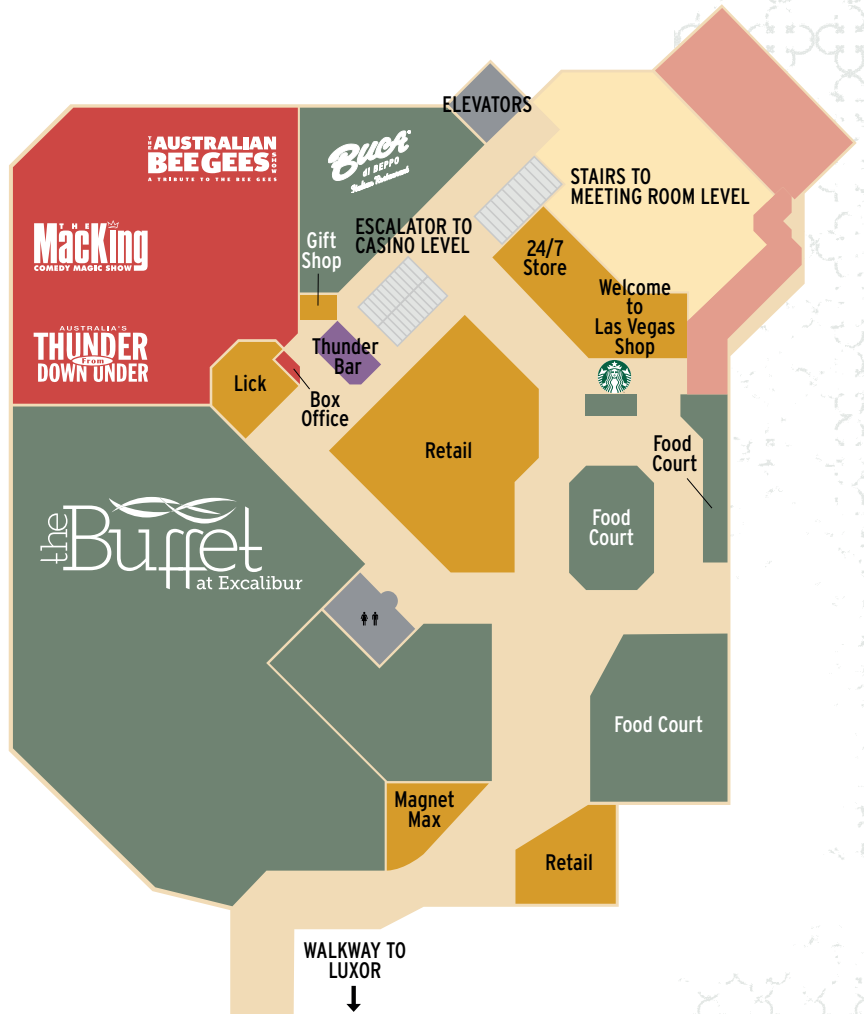 ELEVATORS
THE AUSTRALIAN
BEE GEES SHOW
A TRIBUTE TO THE BEE GEES
BUCA
di BEPPO
Italian Restaurant
STAIRS TO
MEETING ROOM LEVEL
ESCALATOR TO
CASINO LEVEL
THE
MACKING
COMEDY MAGIC SHOW
Gift
Shop
24/7
Store
Welcome
to
Las Vegas
Shop
AUSTRALIA'S
THUNDER
From
DOWN UNDER
Thunder
Bar
Lick
Box
Office
Retail
Food
Court
the Buffet
at Excalibur
Food
Court
Food Court
Magnet
Max
Retail
WALKWAY TO
LUXOR